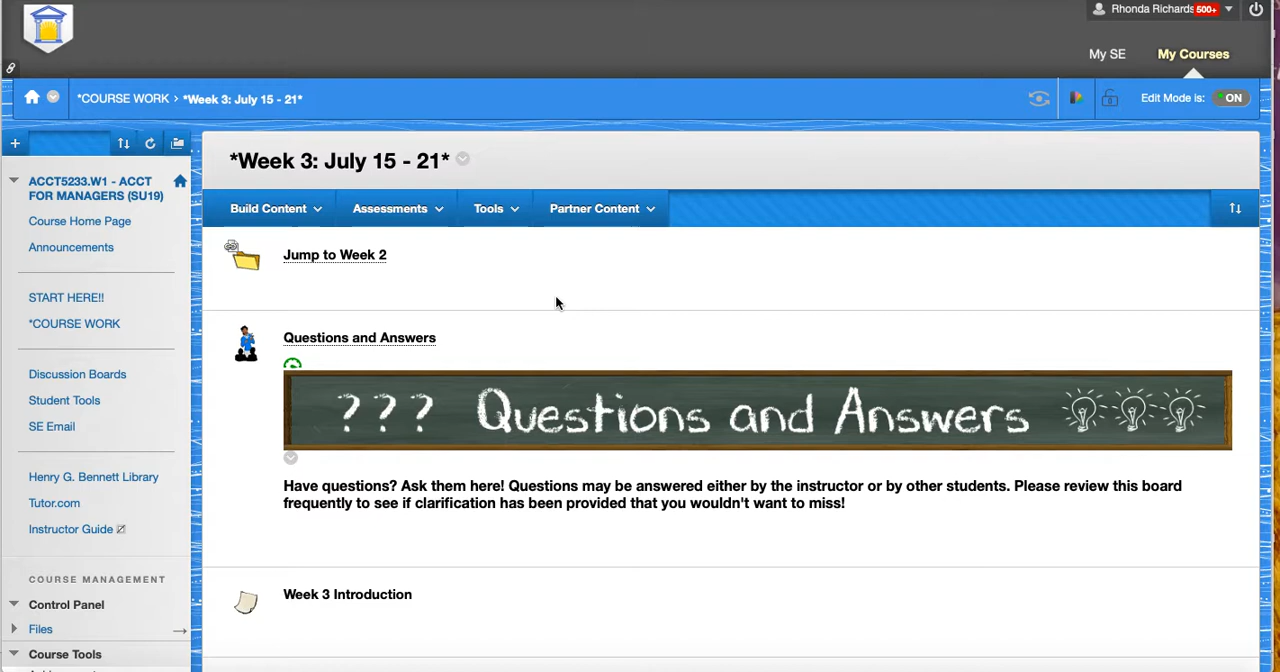 Rhonda Richards 500+
My SE
My Courses
*COURSE WORK > *Week 3: July 15 - 21*
Edit Mode is: ON
ACCT5233.W1 - ACCT
FOR MANAGERS (SU19)
Course Home Page
Announcements
START HERE!!
*COURSE WORK
Discussion Boards
Student Tools
SE Email
Henry G. Bennett Library
Tutor.com
Instructor Guide
COURSE MANAGEMENT
Control Panel
Files
Course Tools
*Week 3: July 15 - 21*
Build Content
Assessments
Tools
Partner Content
Jump to Week 2
Questions and Answers
? ? ? Questions and Answers
Have questions? Ask them here! Questions may be answered either by the instructor or by other students. Please review this board
frequently to see if clarification has been provided that you wouldn't want to miss!
Week 3 Introduction